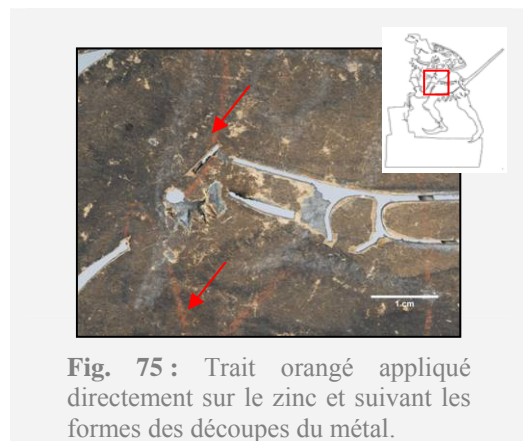 1 cm
Fig. 75 : Trait orangé appliqué
directement sur le zinc et suivant les
formes des découpes du métal.